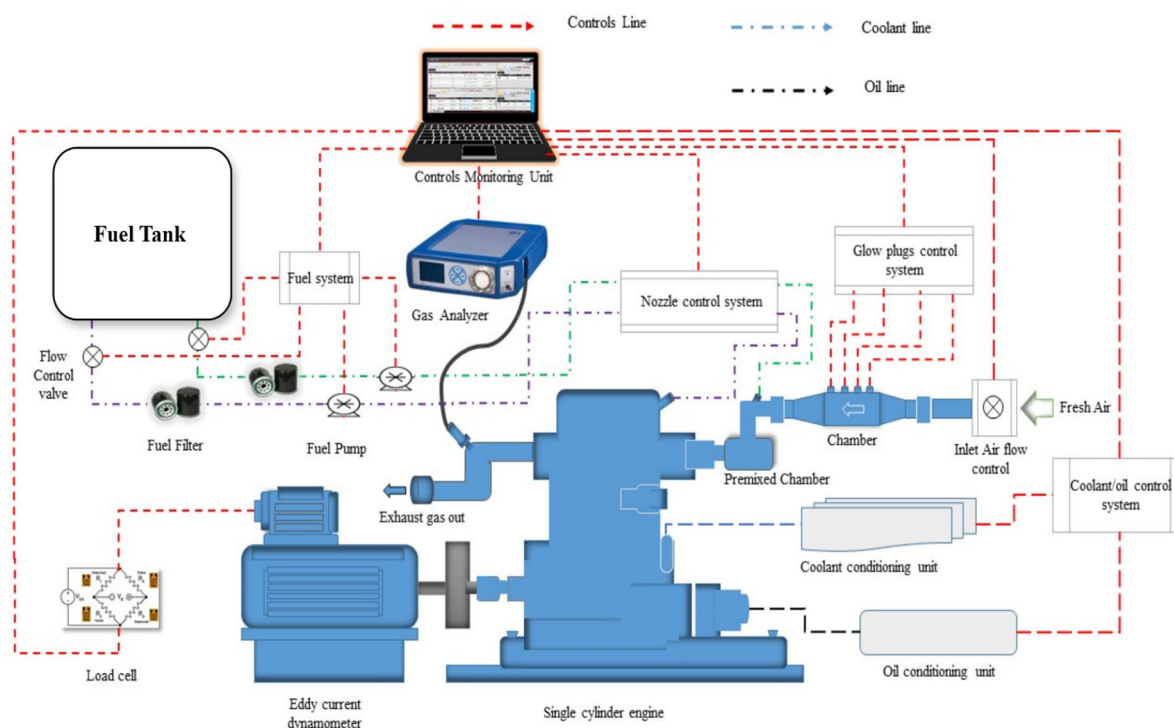 Controls Line
Coolant line
Oil line
Controls Monitoring Unit
Fuel Tank
Fuel system
Gas Analyzer
Nozzle control system
Glow plugs control
system
Flow
Control
valve
Fuel Filter
Fuel Pump
Chamber
Fresh Air
Inlet Air flow
control
Premixed Chamber
Exhaust gas out
Coolant/oil control
system
Coolant conditioning unit
Oil conditioning unit
Load cell
Eddy current
dynamometer
Single cylinder engine